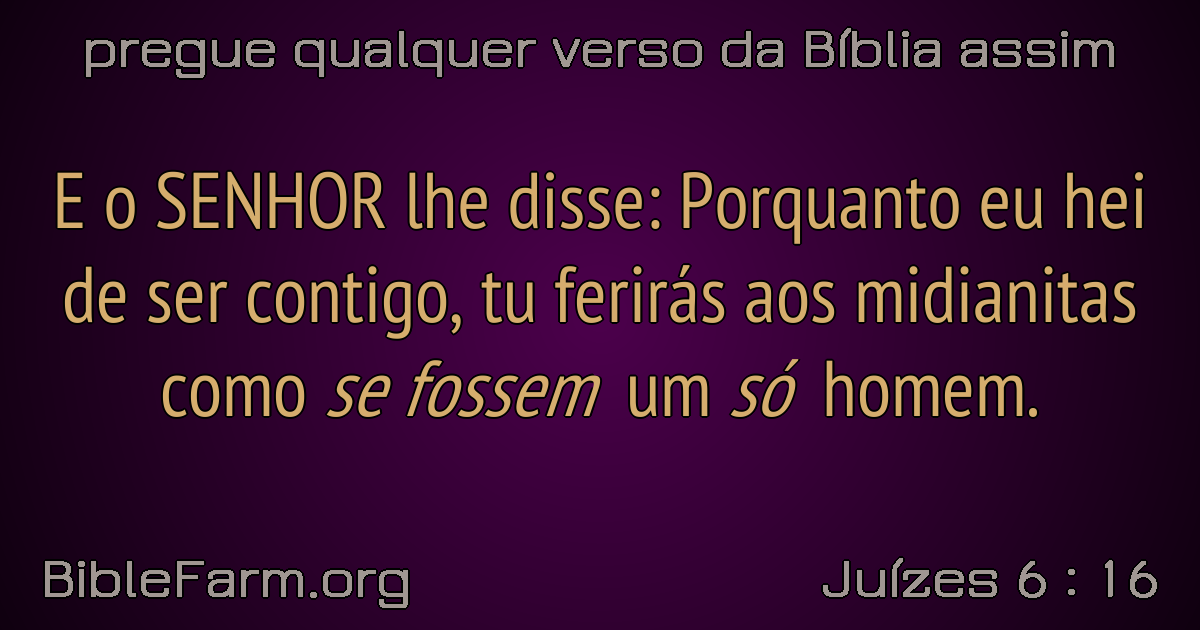 pregue qualquer verso da Bíblia assim
E o SENHOR lhe disse: Porquanto eu hei
de ser contigo, tu ferirás aos midianitas
como se fossem um só homem.
BibleFarm.org
Juízes 6 : 16